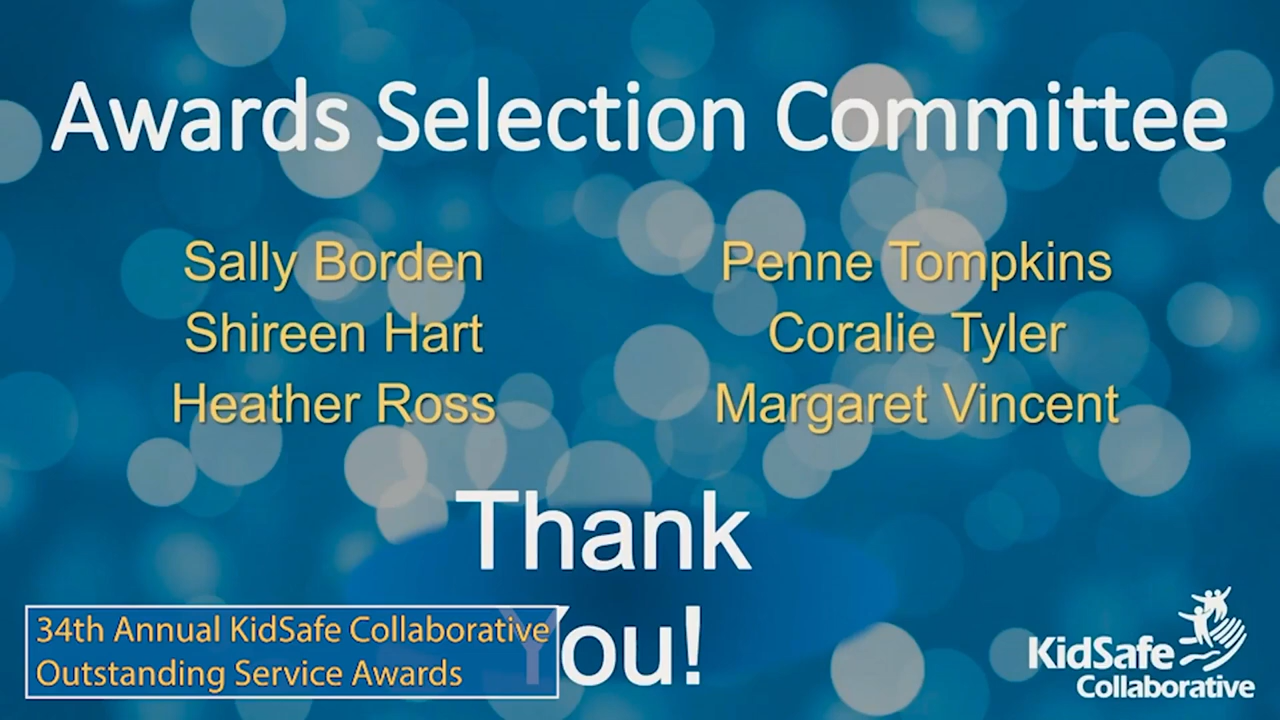 Awards Selection Committee
Sally Borden
Shireen Hart
Heather Ross
Penne Tompkins
Coralie Tyler
Margaret Vincent
Thank
You!
34th Annual KidSafe Collaborative
Outstanding Service Awards
KidSafe
Collaborative